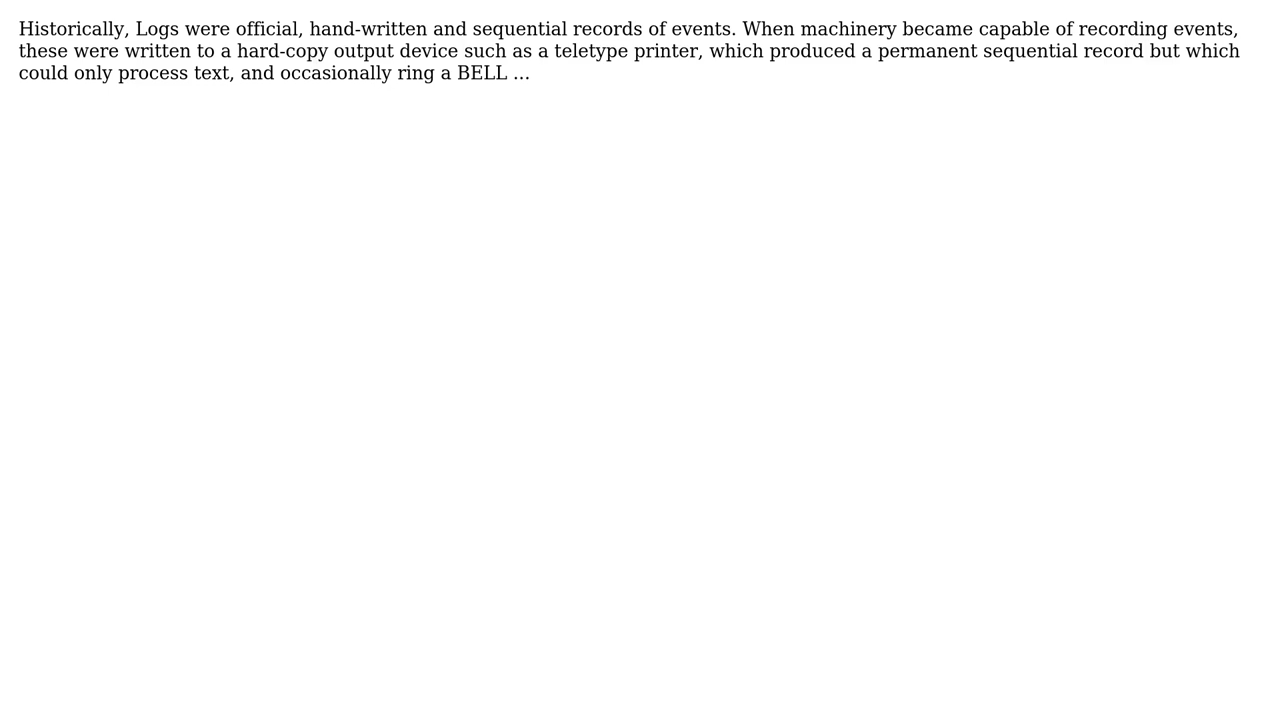 Historically, Logs were official, hand-written and sequential records of events. When machinery became capable of recording events,
these were written to a hard-copy output device such as a teletype printer, which produced a permanent sequential record but which
could only process text, and occasionally ring a BELL ...